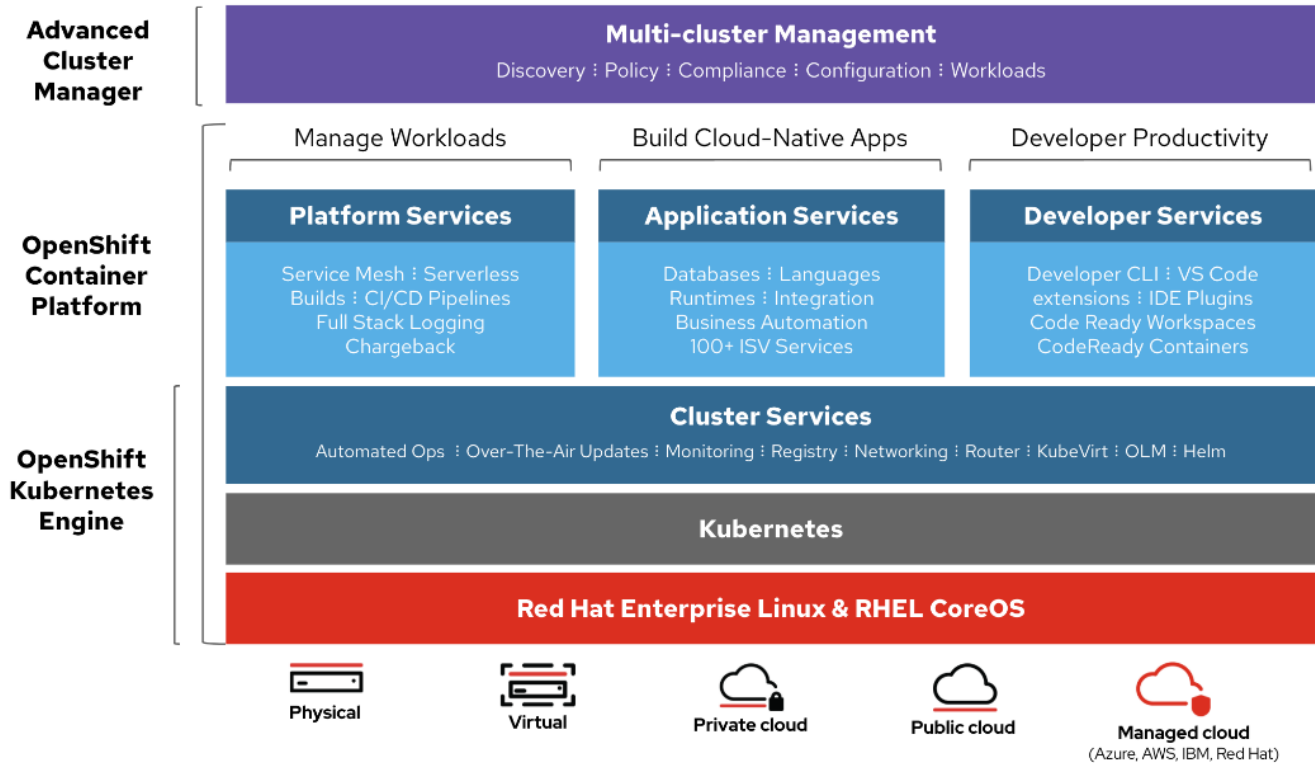 Advanced
Cluster
Manager
Multi-cluster Management
Discovery ⋮ Policy ⋮ Compliance ⋮ Configuration ⋮ Workloads
OpenShift
Container
Platform
Manage Workloads
Build Cloud-Native Apps
Developer Productivity
Platform Services
Service Mesh ⋮ Serverless
Builds ⋮ CI/CD Pipelines
Full Stack Logging
Chargeback
Application Services
Databases ⋮ Languages
Runtimes ⋮ Integration
Business Automation
100+ ISV Services
Developer Services
Developer CLI ⋮ VS Code
extensions ⋮ IDE Plugins
Code Ready Workspaces
CodeReady Containers
OpenShift
Kubernetes
Engine
Cluster Services
Automated Ops ⋮ Over-The-Air Updates ⋮ Monitoring ⋮ Registry ⋮ Networking ⋮ Router ⋮ KubeVirt ⋮ OLM ⋮ Helm
Kubernetes
Red Hat Enterprise Linux & RHEL CoreOS
Physical
Virtual
Private cloud
Public cloud
Managed cloud
(Azure, AWS, IBM, Red Hat)